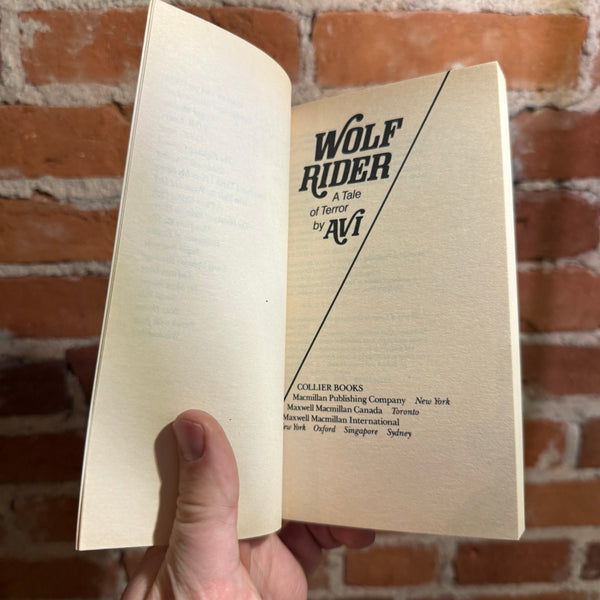 WOLF
RIDER
A Tale
of Terror
by AVI
COLLIER BOOKS
Macmillan Publishing Company New York
Maxwell Macmillan Canada Toronto
Maxwell Macmillan International
New York Oxford Singapore Sydney